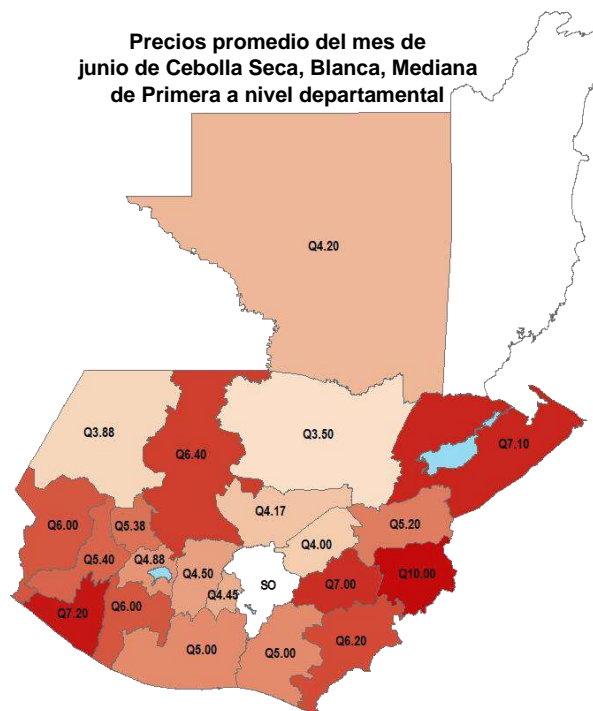 Precios promedio del mes de
junio de Cebolla Seca, Blanca, Mediana
de Primera a nivel departamental
Q4.20
Q3.88
Q6.40
Q3.50
Q7.10
Q6.00
Q5.38
Q4.17
Q5.20
Q5.40
Q4.88
Q4.50
Q4.45
SO
Q4.00
Q7.00
Q10.00
Q7.20
Q6.00
Q5.00
Q5.00
Q6.20